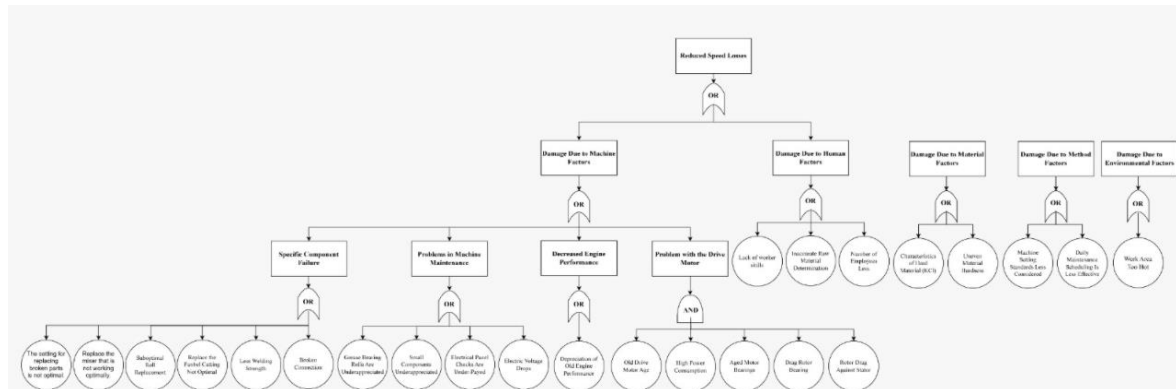 Reduced Speed Losses
OR
Damage Due to Machine
Factors
Damage Due to Human
Factors
Damage Due to Material
Factors
Damage Due to Method
Factors
Damage Due to
Environmental Factors
OR
OR
OR
OR
OR
Specific Component
Failure
Problems in Machine
Maintenance
Decreased Engine
Performance
Problem with the Drive
Motor
Lack of worker
skills
Inaccurate Raw
Material
Determination
Number of
Employees
Less
Characteristics
of Hard
Material (KCl)
Uneven
Material
Hardness
Machine
Setting
Standards Less
Considered
Daily
Maintenance
Scheduling Is
Less Effective
Work Area
Too Hot
OR
OR
OR
AND
The setting for
replacing
broken parts
is not optimal.
Replace the
mixer that is
not working
optimally.
Suboptimal
Replacement
Replace the
Not Optimal
Less Welding
Strength
Broken
Connection
Grease Bearing
Balls Are
Underappreciated
Small
Components
Underappreciated
Electrical Panel
Checks Are
Under Payed
Electric Voltage
Drops
Depreciation of
Old Engine
Performance
Old Drive
Motor Age
High Power
Consumption
Aged Motor
Bearings
Drag Rotor
Bearing
Rotor Drag
Against Stator